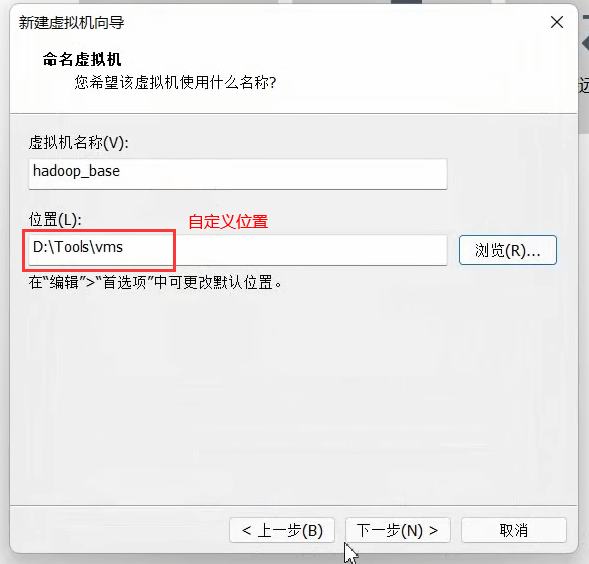 新建虚拟机向导
命名虚拟机
您希望该虚拟机使用什么名称?
虚拟机名称(V):
hadoop_base
位置(L):
自定义位置
D:\Tools\vms
浏览(R)...
在“编辑”>“首选项”中可更改默认位置。
< 上一步(B)
下一步(N) >
取消